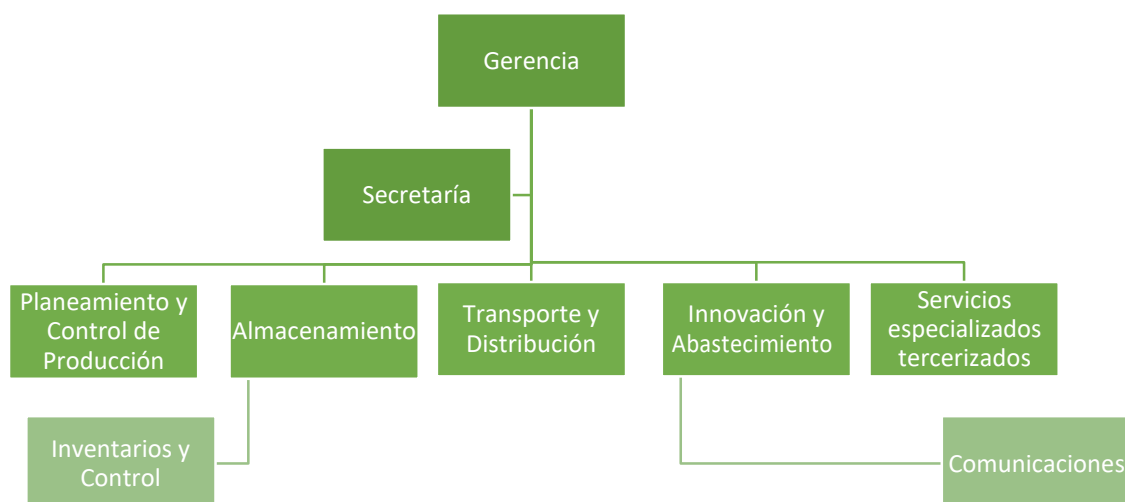 Gerencia
Secretaría
Planeamiento y
Control de
Producción
Almacenamiento
Transporte y
Distribución
Innovación y
Abastecimiento
Servicios
especializados
tercerizados
Inventarios y
Control
Comunicaciones